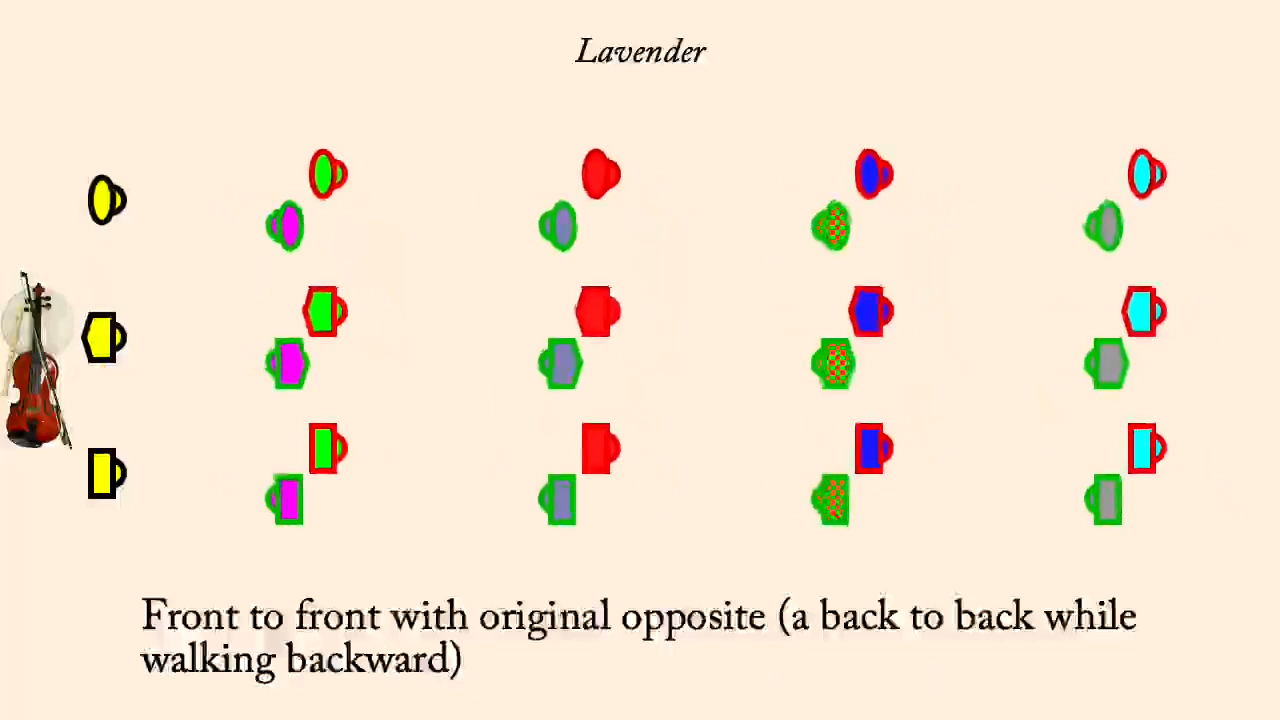 Lavender
Front to front with original opposite (a back to back while
walking backward)